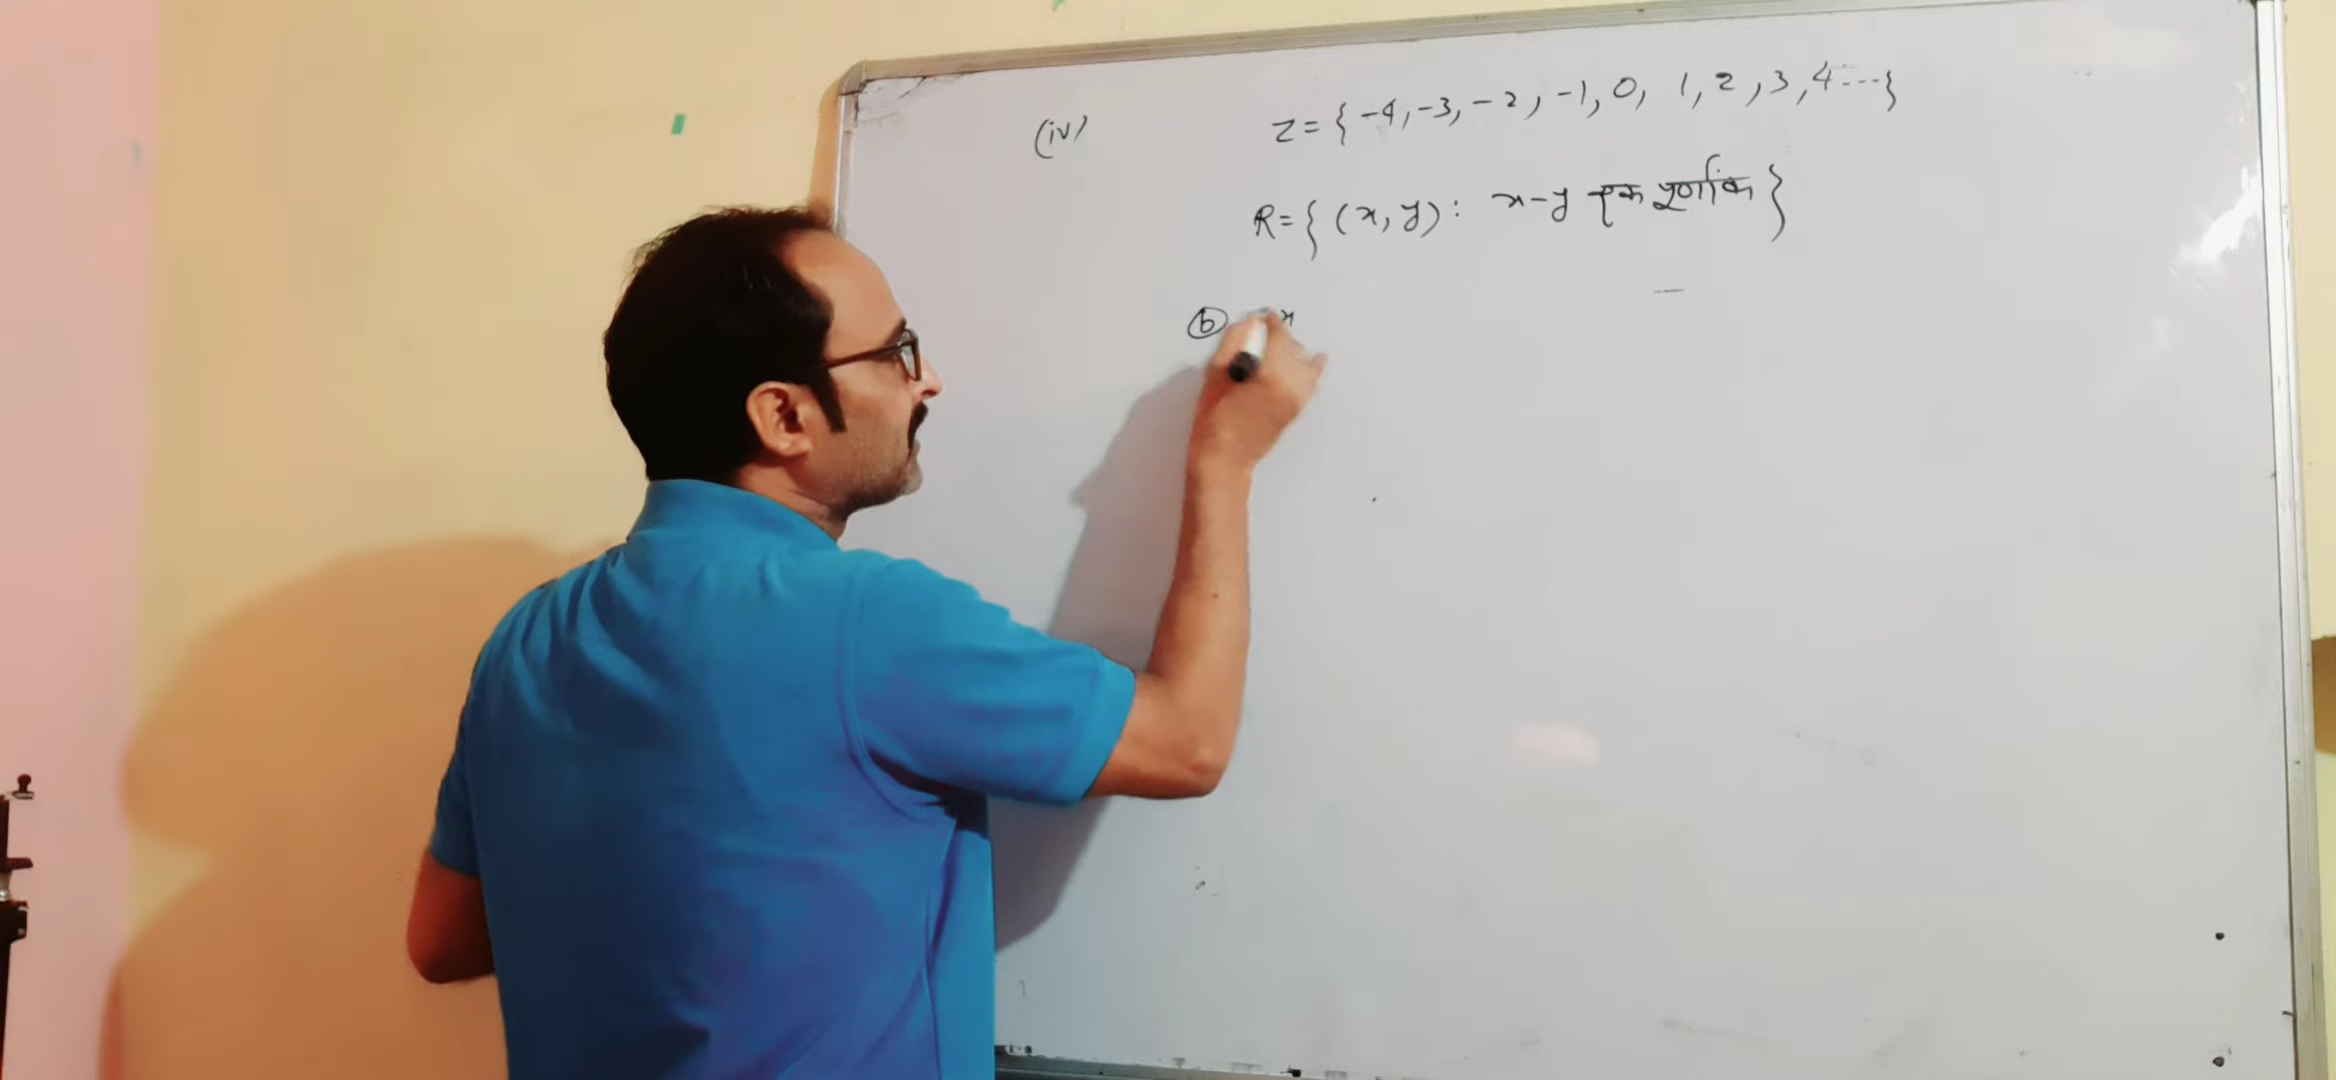 (iv) Z = { -4, -3, -2, -1, 0, 1, 2, 3, 4 ---}
R = { (x, y) : x-y एक पूर्णांक }
(b) x